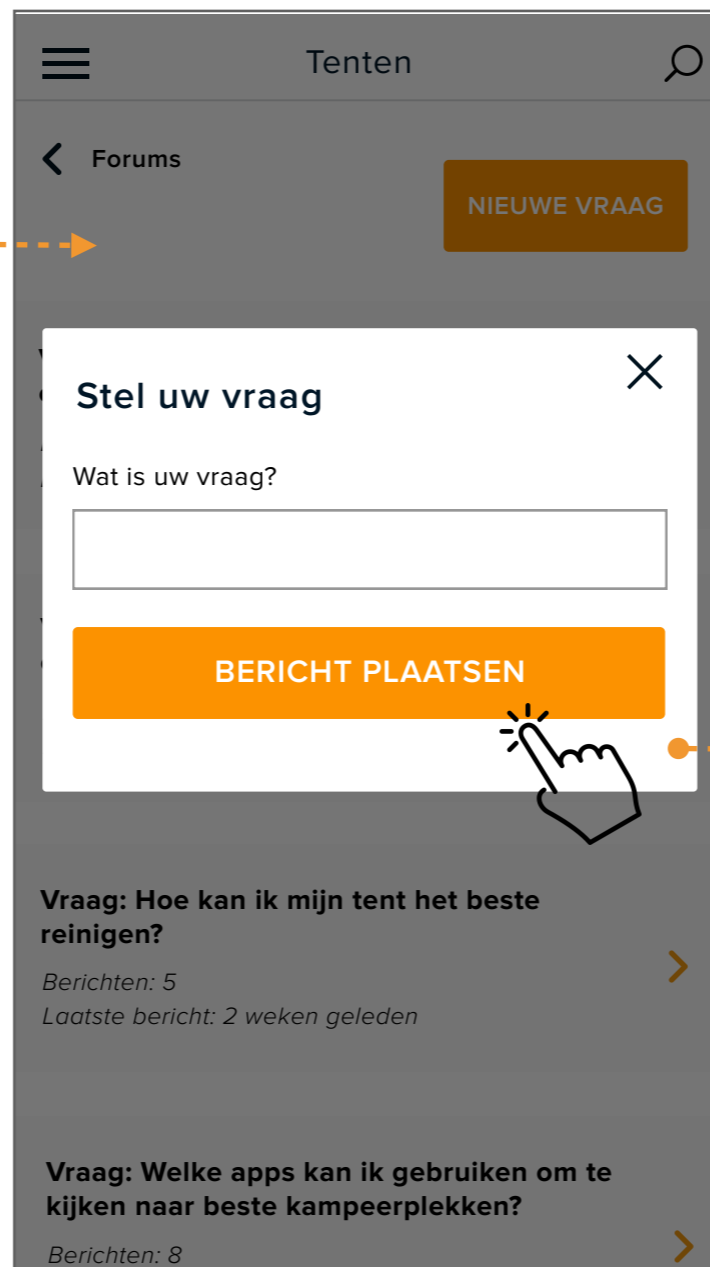 Tenten
Forums
NIEUWE VRAAG
Stel uw vraag
Wat is uw vraag?
BERICHT PLAATSEN
Vraag: Hoe kan ik mijn tent het beste
reinigen?
Berichten: 5
Laatste bericht: 2 weken geleden
Vraag: Welke apps kan ik gebruiken om te
kijken naar beste kampeerplekken?
Berichten: 8